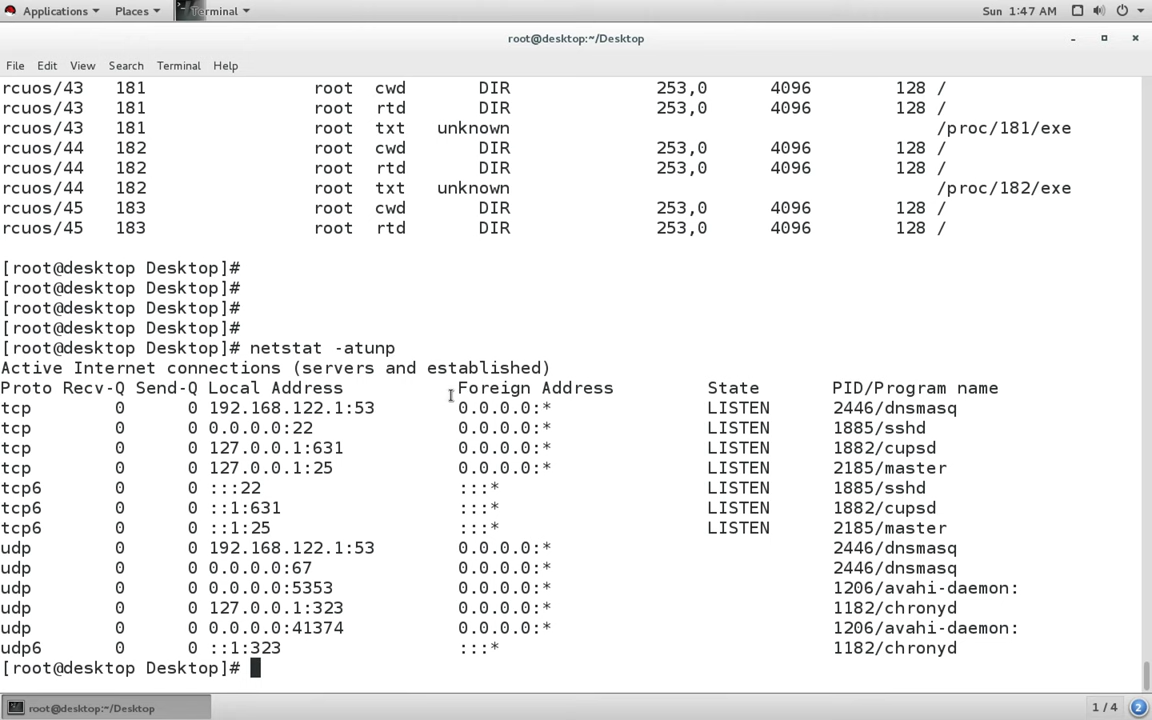 Applications Places Terminal Sun 1:47 AM
root@desktop:~/Desktop
File Edit View Search Terminal Help
rcuos/43 181 root cwd DIR 253,0 4096 128 /
rcuos/43 181 root rtd DIR 253,0 4096 128 /
rcuos/43 181 root txt unknown /proc/181/exe
rcuos/44 182 root cwd DIR 253,0 4096 128 /
rcuos/44 182 root rtd DIR 253,0 4096 128 /
rcuos/44 182 root txt unknown /proc/182/exe
rcuos/45 183 root cwd DIR 253,0 4096 128 /
rcuos/45 183 root rtd DIR 253,0 4096 128 /
[root@desktop Desktop]#
[root@desktop Desktop]#
[root@desktop Desktop]#
[root@desktop Desktop]#
[root@desktop Desktop]# netstat -atunp
Active Internet connections (servers and established)
Proto Recv-Q Send-Q Local Address Foreign Address State PID/Program name
tcp 0 0 192.168.122.1:53 0.0.0.0:* LISTEN 2446/dnsmasq
tcp 0 0 0.0.0.0:22 0.0.0.0:* LISTEN 1885/sshd
tcp 0 0 127.0.0.1:631 0.0.0.0:* LISTEN 1882/cupsd
tcp 0 0 127.0.0.1:25 0.0.0.0:* LISTEN 2185/master
tcp6 0 0 :::22 :::* LISTEN 1885/sshd
tcp6 0 0 ::1:631 :::* LISTEN 1882/cupsd
tcp6 0 0 ::1:25 :::* LISTEN 2185/master
udp 0 0 192.168.122.1:53 0.0.0.0:* 2446/dnsmasq
udp 0 0 0.0.0.0:67 0.0.0.0:* 2446/dnsmasq
udp 0 0 0.0.0.0:5353 0.0.0.0:* 1206/avahi-daemon:
udp 0 0 127.0.0.1:323 0.0.0.0:* 1182/chronyd
udp 0 0 0.0.0.0:41374 0.0.0.0:* 1206/avahi-daemon:
udp6 0 0 ::1:323 :::* 1182/chronyd
[root@desktop Desktop]#
root@desktop:~/Desktop 1 / 4 2